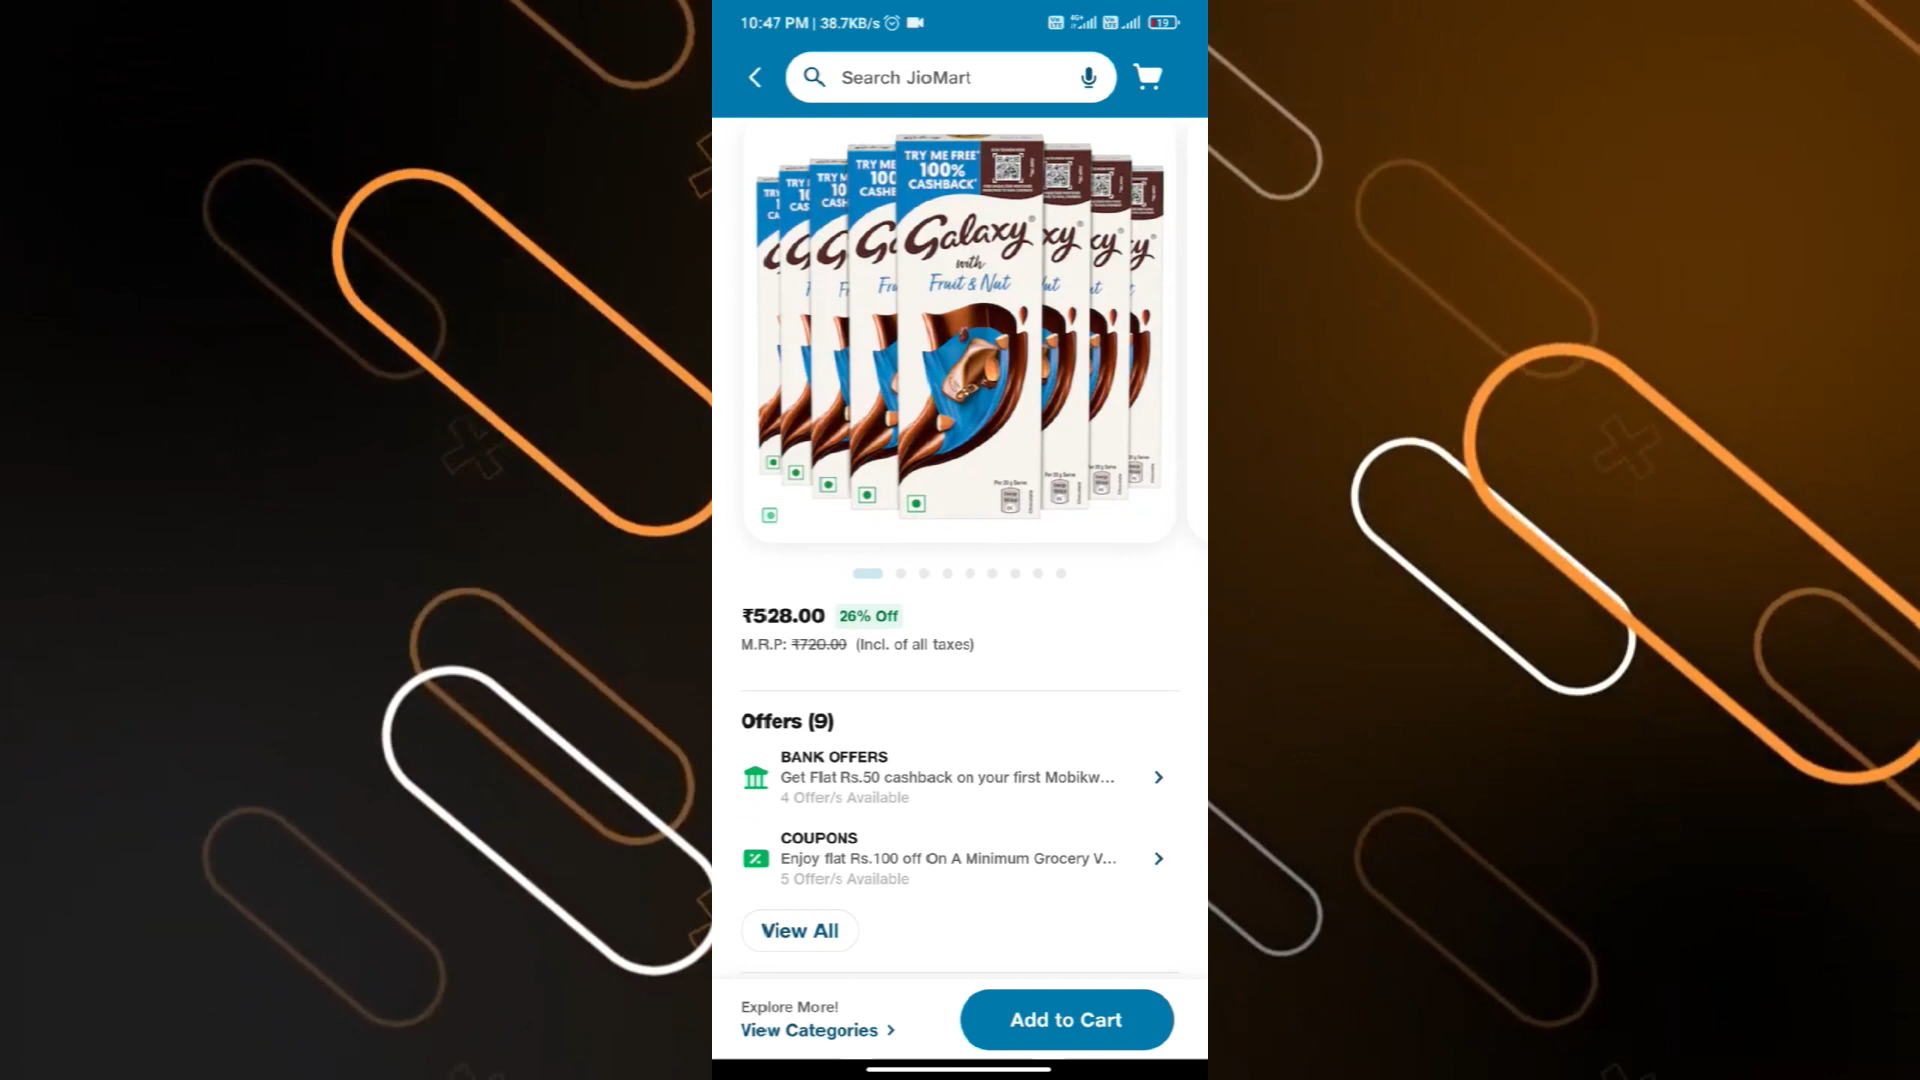 10:47 PM | 38.7KB/s
19
Search JioMart
TRY ME FREE*
100%
CASHBACK*
Galaxy
with
Fruit & Nut
₹528.00 26% Off
M.R.P: ₹720.00 (Incl. of all taxes)
Offers (9)
BANK OFFERS
Get Flat Rs.50 cashback on your first Mobikw...
4 Offer/s Available
COUPONS
Enjoy flat Rs.100 off On A Minimum Grocery V...
5 Offer/s Available
View All
Explore More!
View Categories
Add to Cart